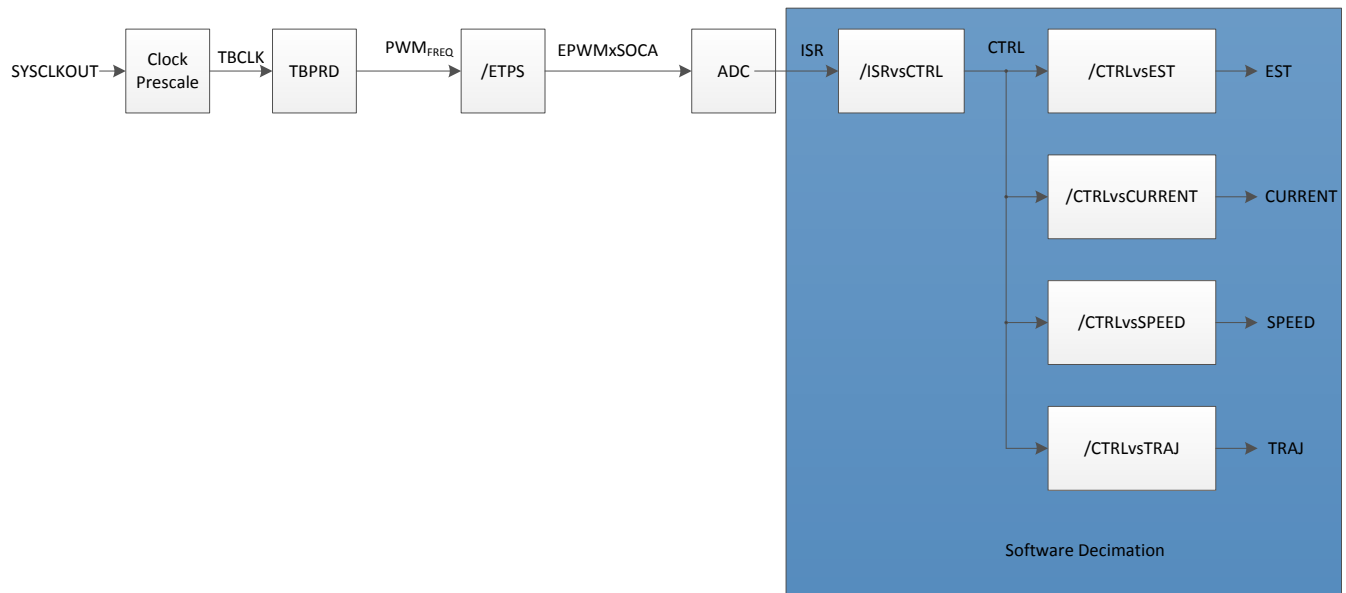 SYSCLKOUT
Clock
Prescale
TBCLK
TBPRD
PWMFREQ
/ETPS
EPWMxSOCA
ADC
ISR
/ISRvsCTRL
CTRL
/CTRLvsEST
EST
/CTRLvsCURRENT
CURRENT
/CTRLvsSPEED
SPEED
/CTRLvsTRAJ
TRAJ
Software Decimation